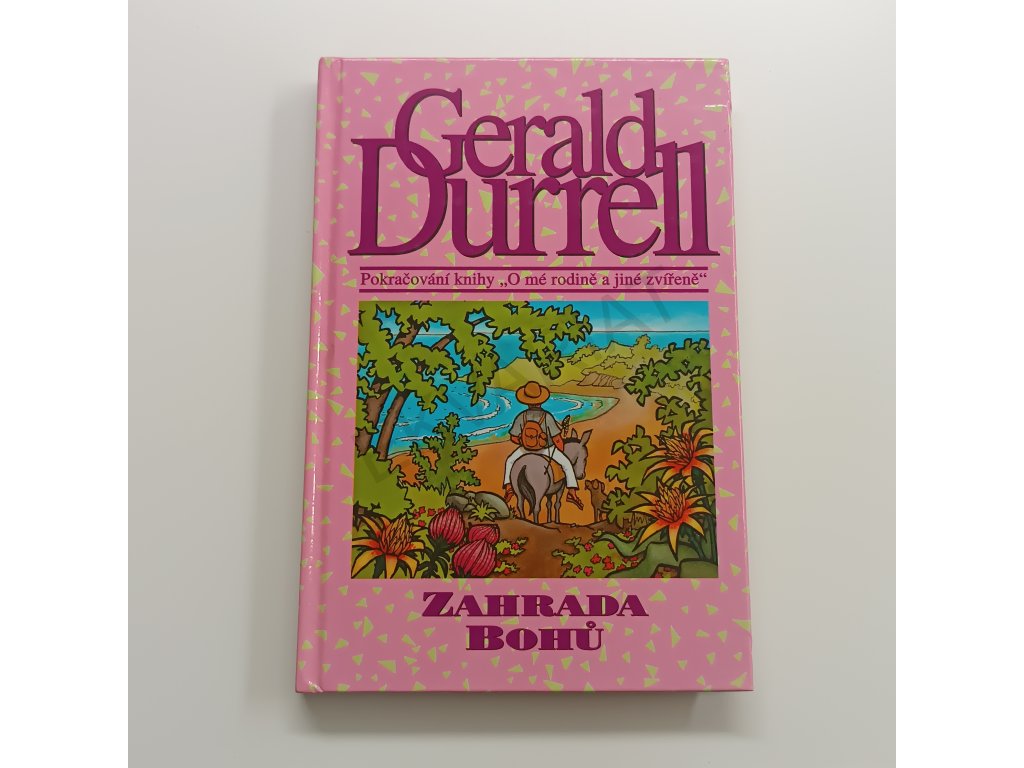 Gerald
Durrell
Pokračování knihy „O mé rodině a jiné zvířeně“
ZAHRADA
BOHŮ